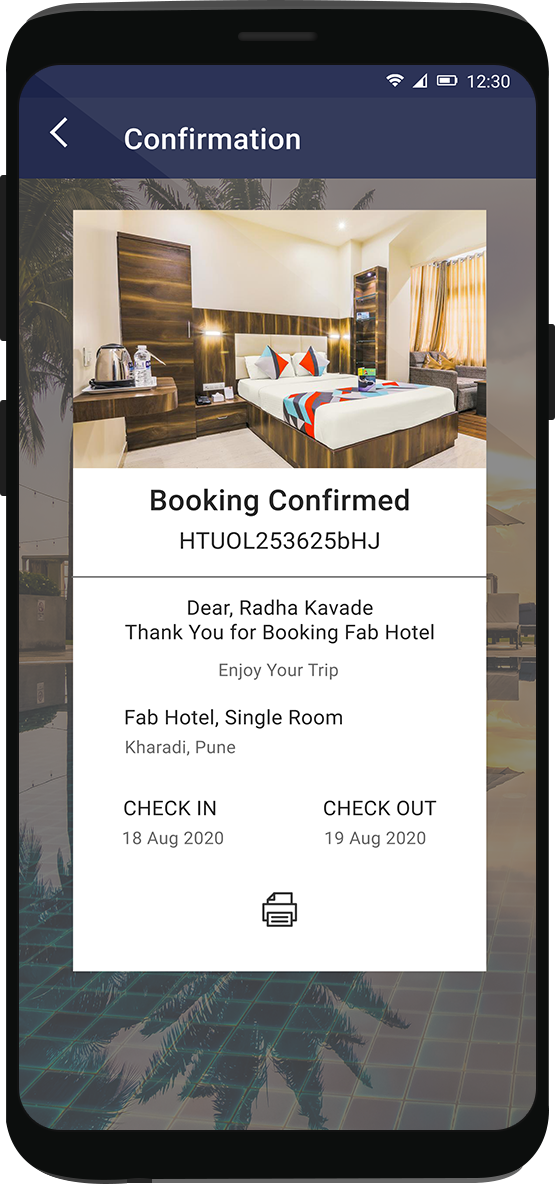 12:30
Confirmation
Booking Confirmed
HTUOL253625bHJ
Dear, Radha Kavade
Thank You for Booking Fab Hotel
Enjoy Your Trip
Fab Hotel, Single Room
Kharadi, Pune
CHECK IN CHECK OUT
18 Aug 2020 19 Aug 2020